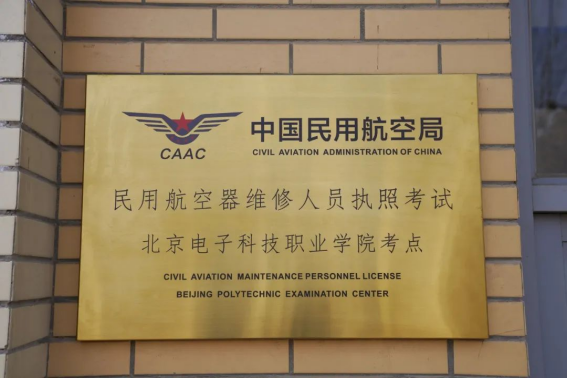 CAAC
中国民用航空局
CIVIL AVIATION ADMINISTRATION OF CHINA
民用航空器维修人员执照考试
北京电子科技职业学院考点
CIVIL AVIATION MAINTENANCE PERSONNEL LICENSE
BEIJING POLYTECHNIC EXAMINATION CENTER